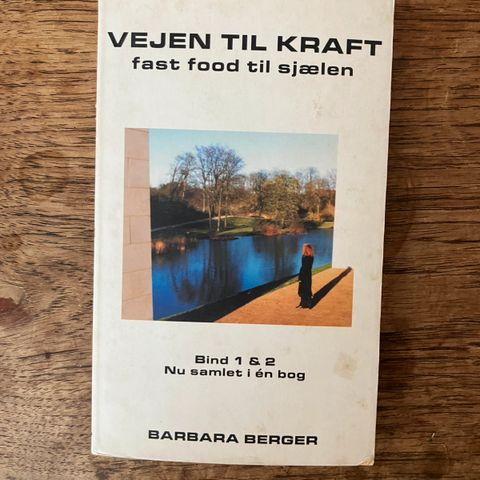 VEJEN TIL KRAFT
fast food til sjælen
Bind 1 & 2
Nu samlet i én bog
BARBARA BERGER